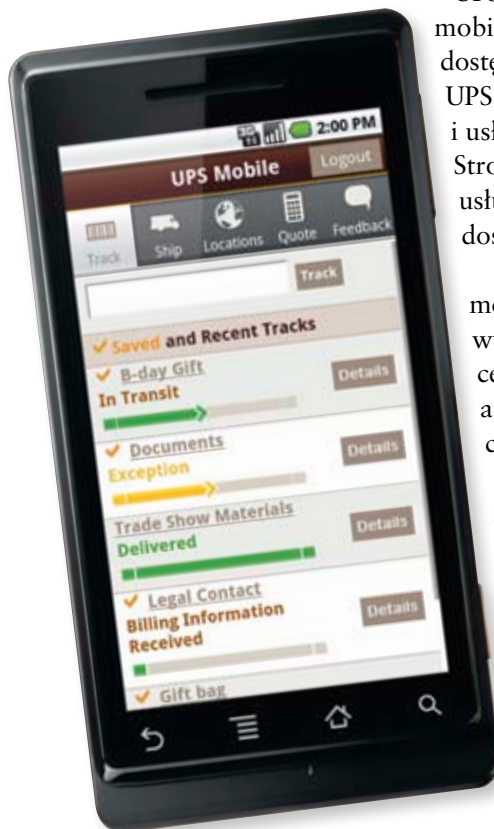 mobi
dostę
UPS
i usł
Stro
usłu
dos
mo
w
ce
a
c
3G
2:00 PM
UPS Mobile
Logout
Track
Ship
Locations
Quote
Feedback
Track
Saved and Recent Tracks
B-day Gift
In Transit
Details
Documents
Exception
Details
Trade Show Materials
Delivered
Details
Legal Contact
Billing Information
Received
Details
Gift bag